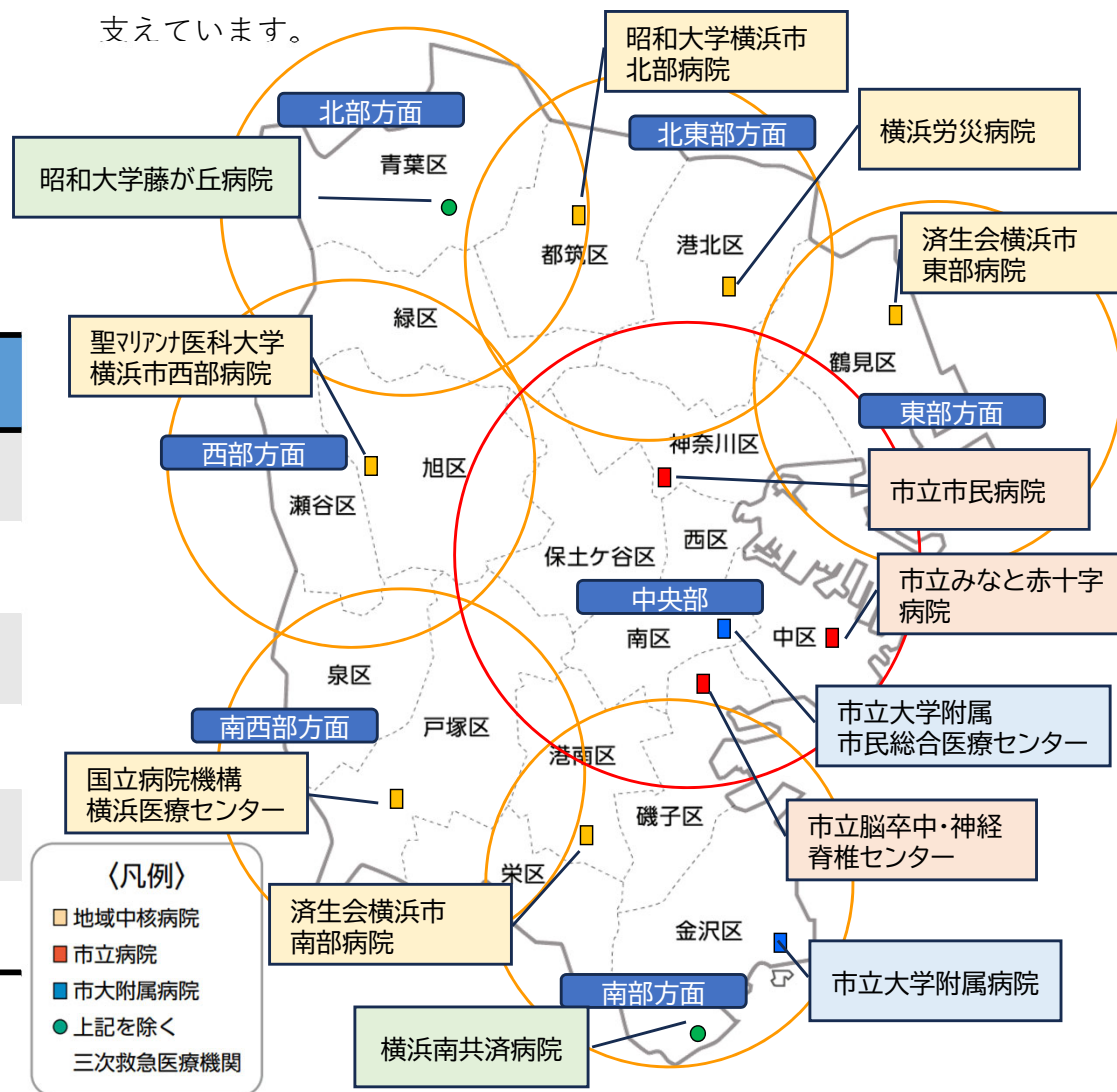 支えています。
昭和大学横浜市
北部病院
北部方面
北東部方面
横浜労災病院
青葉区
昭和大学藤が丘病院
都筑区
港北区
済生会横浜市
東部病院
緑区
聖マリアンナ医科大学
横浜市西部病院
鶴見区
東部方面
西部方面
旭区
神奈川区
瀬谷区
市立市民病院
西区
保土ケ谷区
中央部
市立みなと赤十字
病院
南区
中区
泉区
南西部方面
戸塚区
市立大学附属
市民総合医療センター
港南区
国立病院機構
横浜医療センター
磯子区
市立脳卒中・神経
脊椎センター
栄区
〈凡例〉
地域中核病院
市立病院
市大附属病院
上記を除く
三次救急医療機関
済生会横浜市
南部病院
金沢区
市立大学附属病院
南部方面
横浜南共済病院